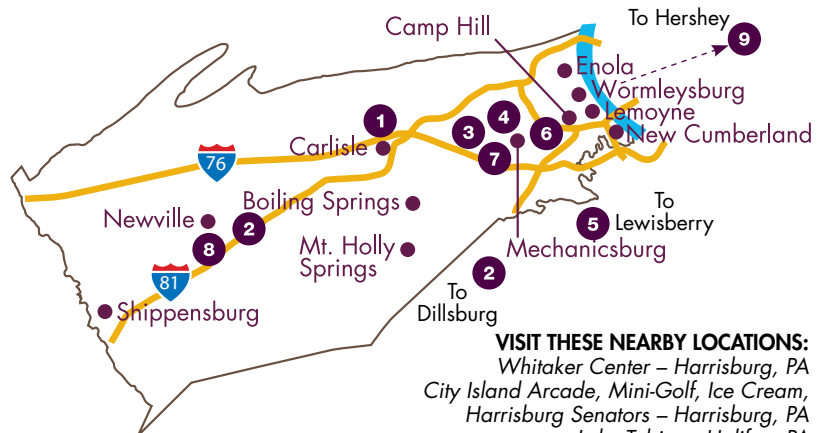 To Hershey
9
Camp Hill
Enola
Wormleysburg
Lemoyne
New Cumberland
1
4
3
6
7
Carlisle
76
Boiling Springs
To
Lewisberry
5
Newville
2
8
Mt. Holly
Springs
Mechanicsburg
2
81
To
Dillsburg
Shippensburg
VISIT THESE NEARBY LOCATIONS:
Whitaker Center – Harrisburg, PA
City Island Arcade, Mini-Golf, Ice Cream,
Harrisburg Senators – Harrisburg, PA